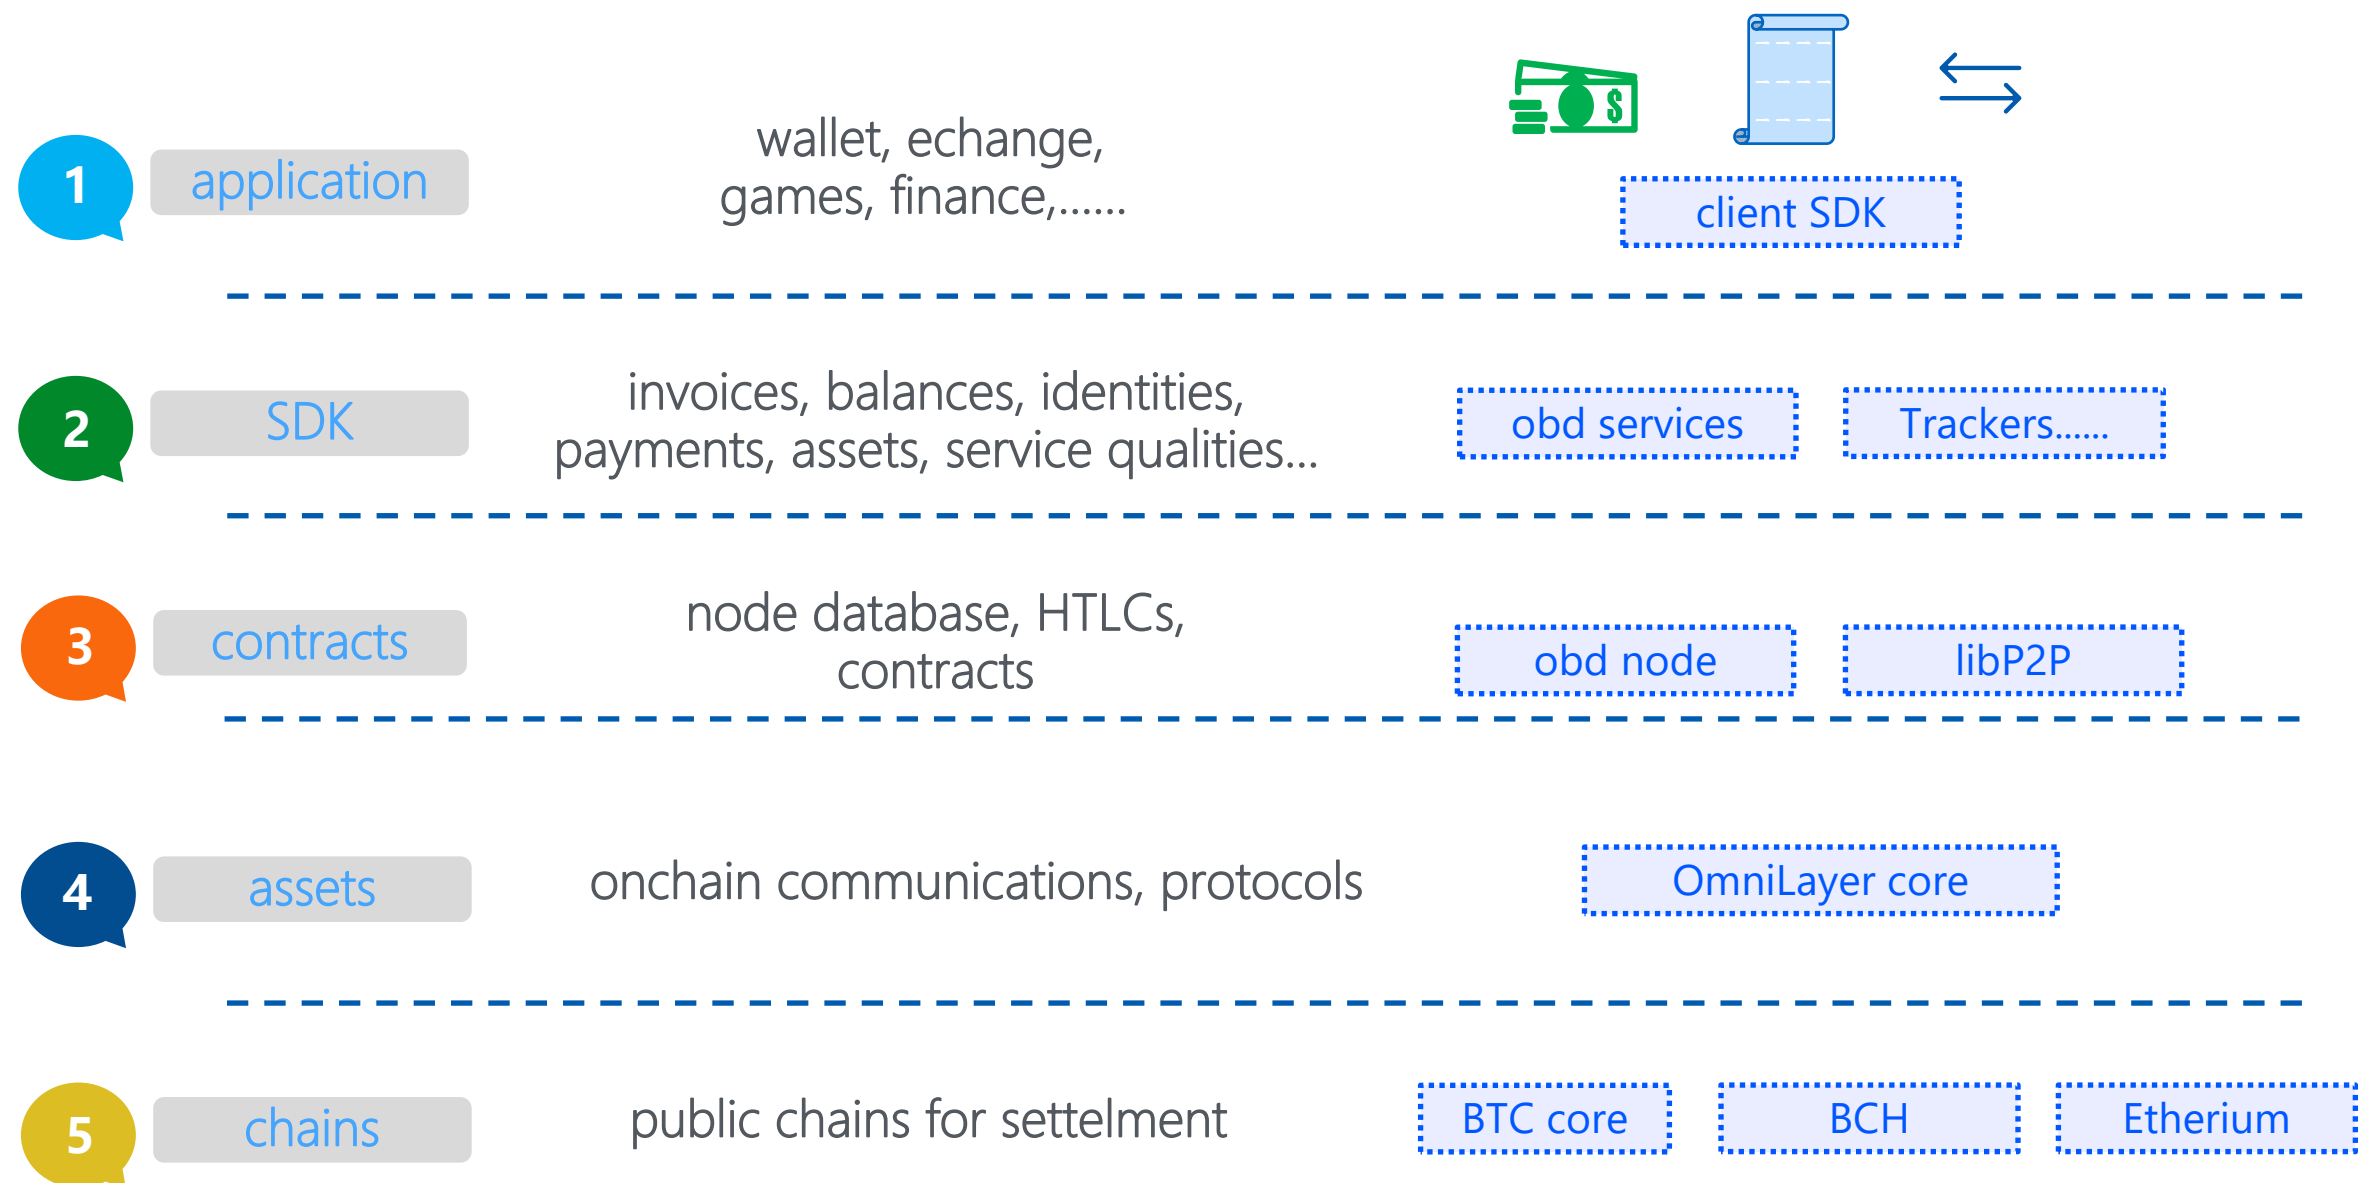 1
application
wallet, echange,
games, finance,......
$
client SDK
2
SDK
invoices, balances, identities,
payments, assets, service qualities...
obd services
Trackers......
3
contracts
node database, HTLCs,
contracts
obd node
libP2P
4
assets
onchain communications, protocols
OmniLayer core
5
chains
public chains for settelment
BTC core
BCH
Etherium